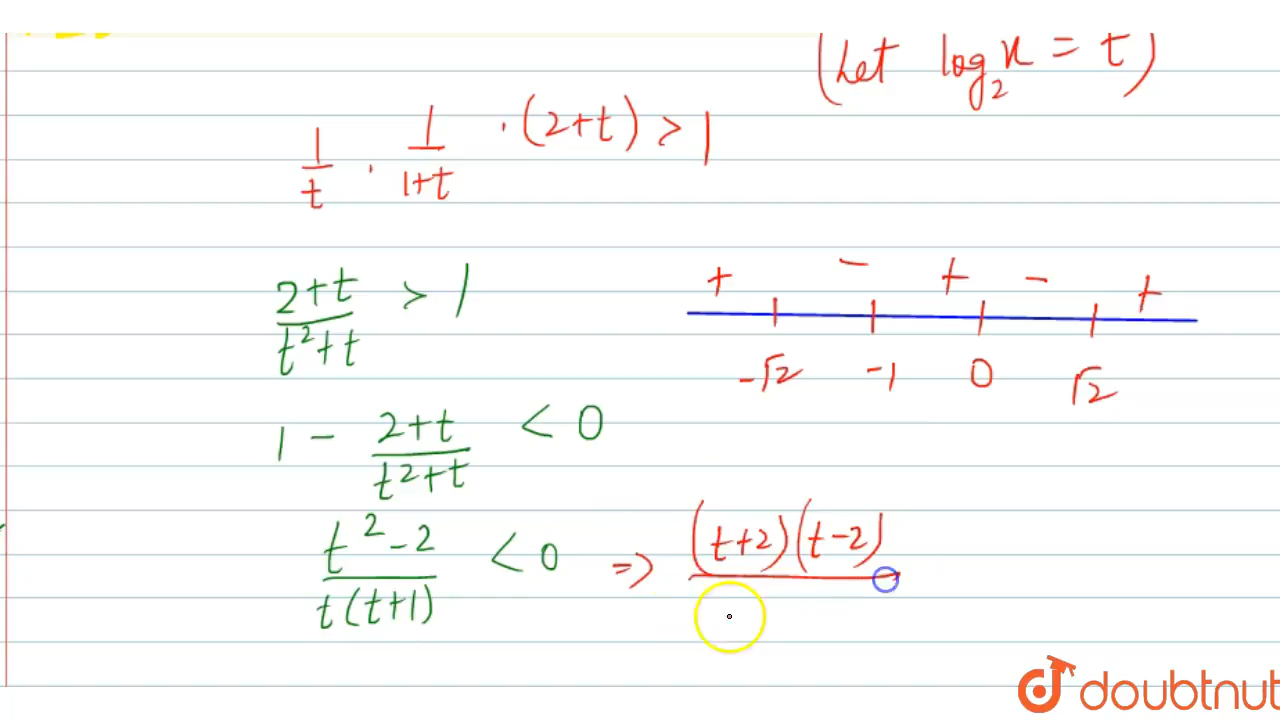 (Let log₂x = t)
1/t · 1/(1+t) · (2+t) > 1
(2+t)/(t²+t) > 1
+ − + − +
-√2 -1 0 √2
1 − (2+t)/(t²+t) < 0
(t²-2)/(t(t+1)) < 0 => (t+2)(t-2)
doubtnut